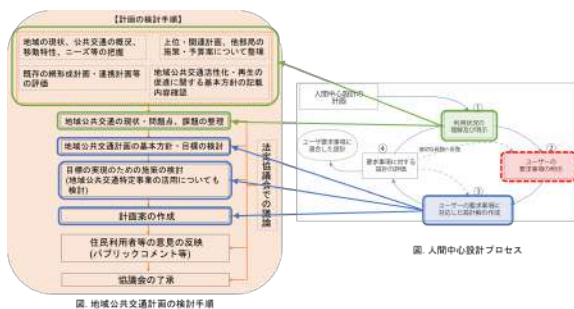 【計画の検討手順】
地域の現状、公共交通の概況、
移動特性、ニーズ等の把握
上位・関連計画、他部局の
施策・予算案について整理
既存の網形成計画・連携計画等
の評価
地域公共交通活性化・再生の
促進に関する基本方針の記載
内容確認
地域公共交通の現状・問題点、課題の整理
地域公共交通計画の基本方針・目標の検討
目標の実現のための施策の検討
(地域公共交通特定事業の活用についても
検討)
計画案の作成
住民利用者等の意見の反映
(パブリックコメント等)
協議会の了承
法定協議会での議論
図. 地域公共交通計画の検討手順
人間中心設計の
計画
①
利用状況の
理解及び明示
②
ユーザーの
要求事項の明示
③
ユーザーの要求事項に
対応した設計解の作成
④
要求事項に対する
設計の評価
ユーザ要求事項に
適合した設計
図. 人間中心設計プロセス